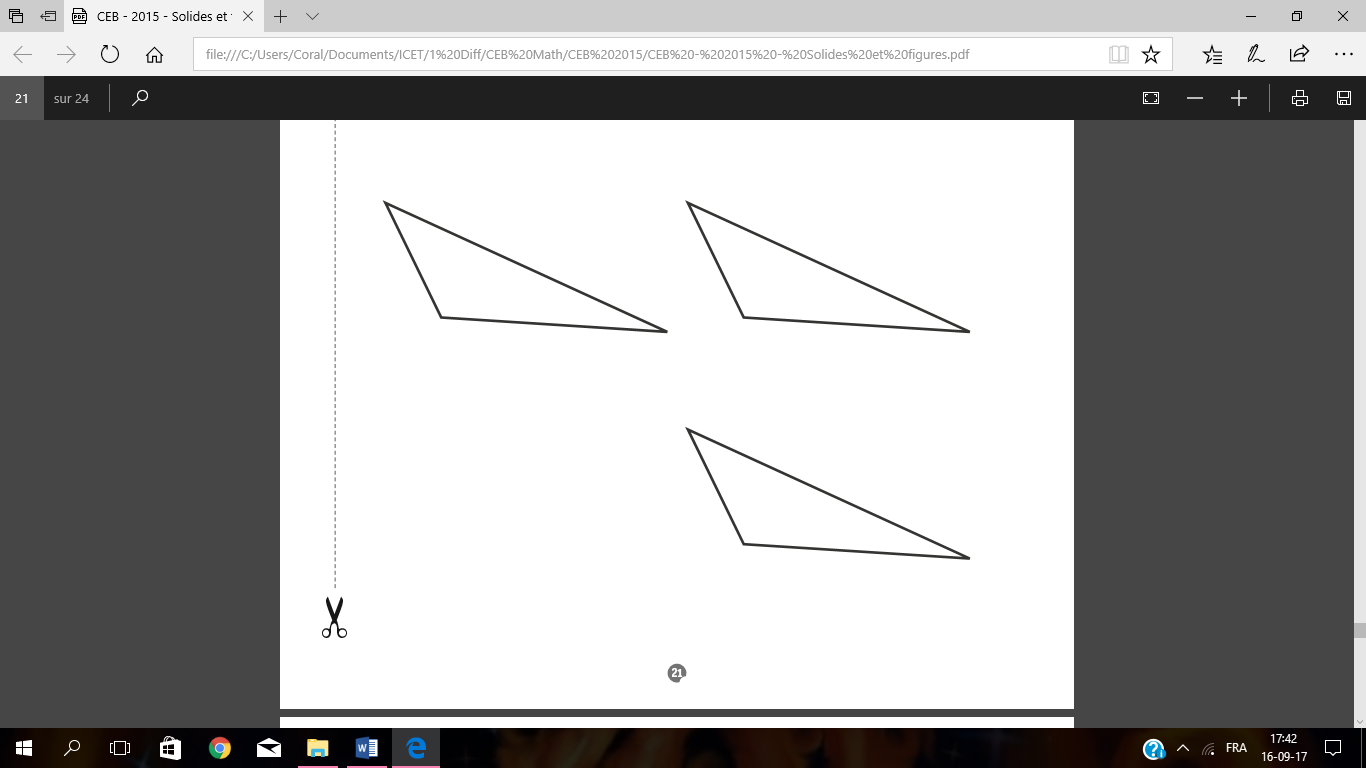 CEB - 2015 - Solides et
file:///C:/Users/Coral/Documents/ICET/1%20Diff/CEB%20Math/CEB%202015/CEB%20-%202015%20-%20Solides%20et%20figures.pdf
21 sur 24
21
FRA
17:42
16-09-17